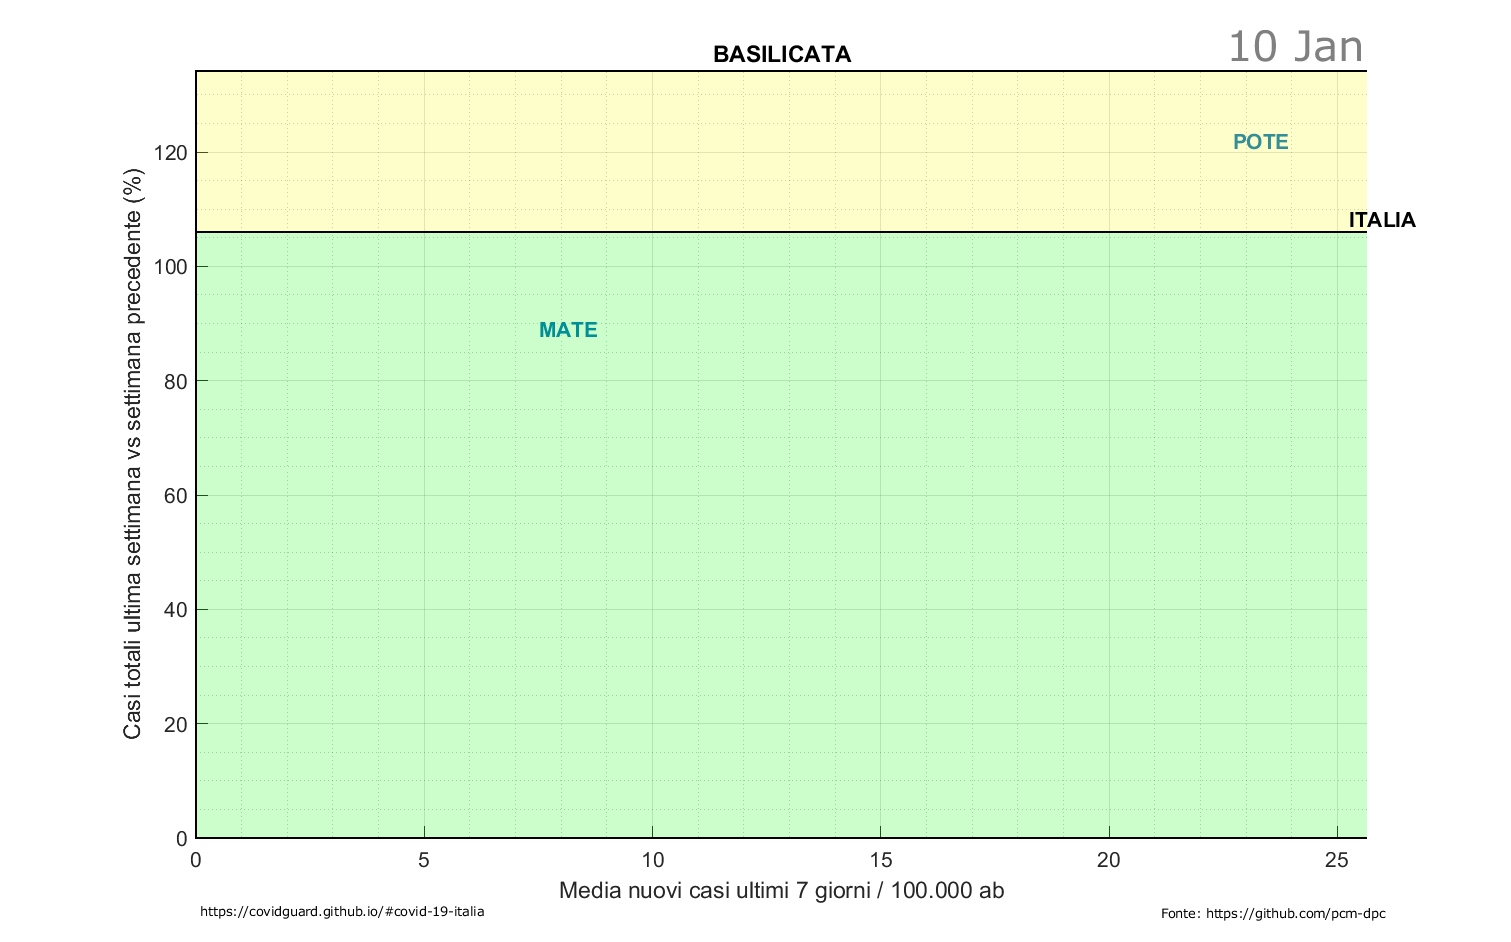 BASILICATA
10 Jan
POTE
ITALIA
MATE
Casi totali ultima settimana vs settimana precedente (%)
120
100
80
60
40
20
0
0 5 10 15 20 25
Media nuovi casi ultimi 7 giorni / 100.000 ab
https://covidguard.github.io/#covid-19-italia
Fonte: https://github.com/pcm-dpc